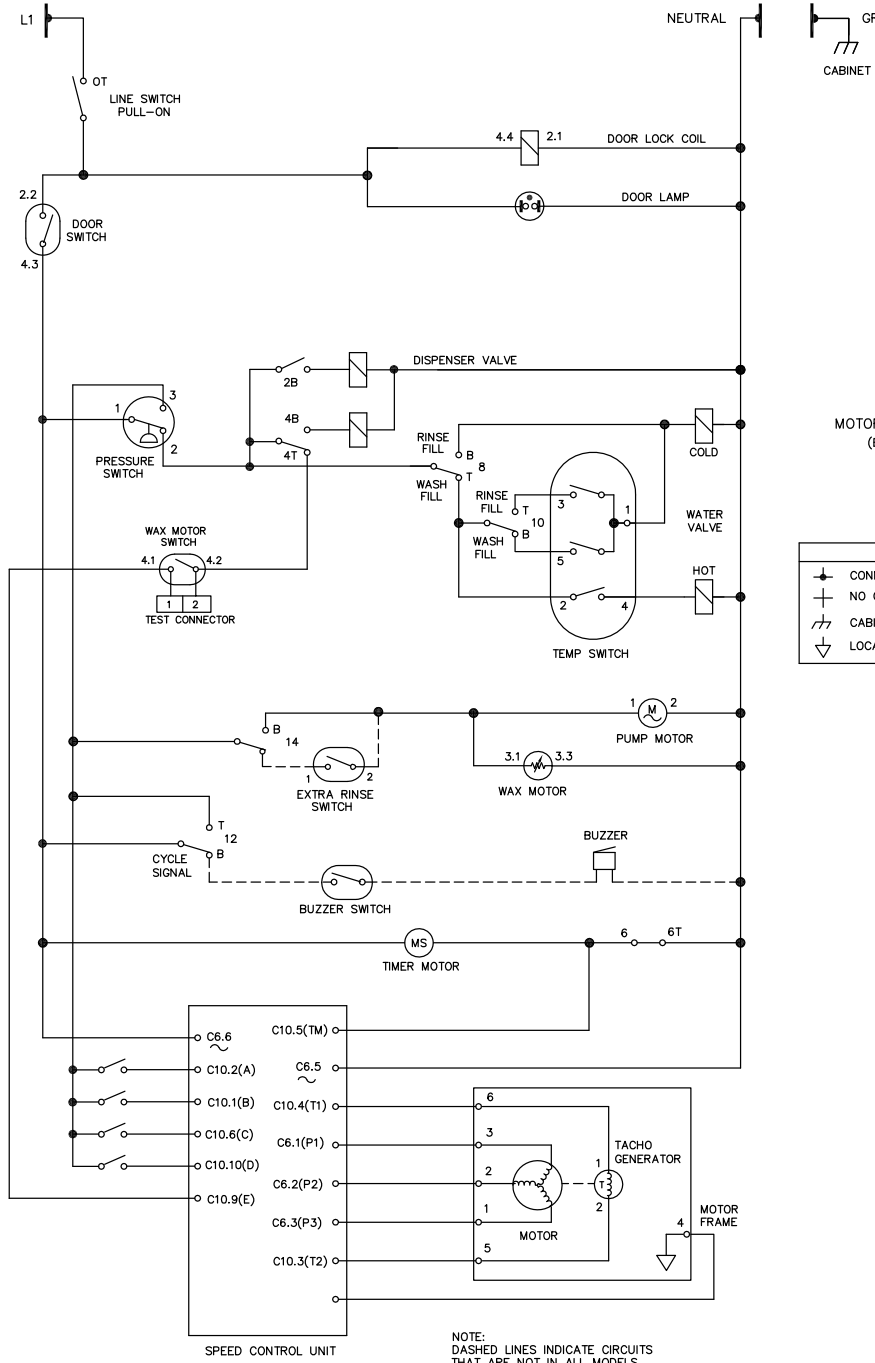 L1
NEUTRAL
CABINET
OT
LINE SWITCH
PULL-ON
4.4
2.1
DOOR LOCK COIL
2.2
DOOR LAMP
DOOR
SWITCH
4.3
DISPENSER VALVE
2B
3
1
2
PRESSURE
SWITCH
4B
4T
RINSE
FILL
B
8
T
WASH
FILL
COLD
MOTOR
RINSE
FILL
T
10
B
WASH
FILL
3
1
5
2
4
WATER
VALVE
HOT
TEMP SWITCH
WAX MOTOR
SWITCH
4.1
4.2
1
2
TEST CONNECTOR
B
14
1
M
2
PUMP MOTOR
3.1
3.3
WAX MOTOR
1
2
EXTRA RINSE
SWITCH
T
12
B
CYCLE
SIGNAL
BUZZER
BUZZER SWITCH
MS
TIMER MOTOR
6
6T
C6.6
C10.5(TM)
C10.2(A)
C6.5
C10.1(B)
C10.4(T1)
6
C10.6(C)
C6.1(P1)
3
C10.10(D)
C6.2(P2)
2
C10.9(E)
C6.3(P3)
1
C10.3(T2)
5
MOTOR
TACHO
GENERATOR
1
T
2
MOTOR
FRAME
4
SPEED CONTROL UNIT
NOTE:
DASHED LINES INDICATE CIRCUITS
THAT ARE NOT IN ALL MODELS